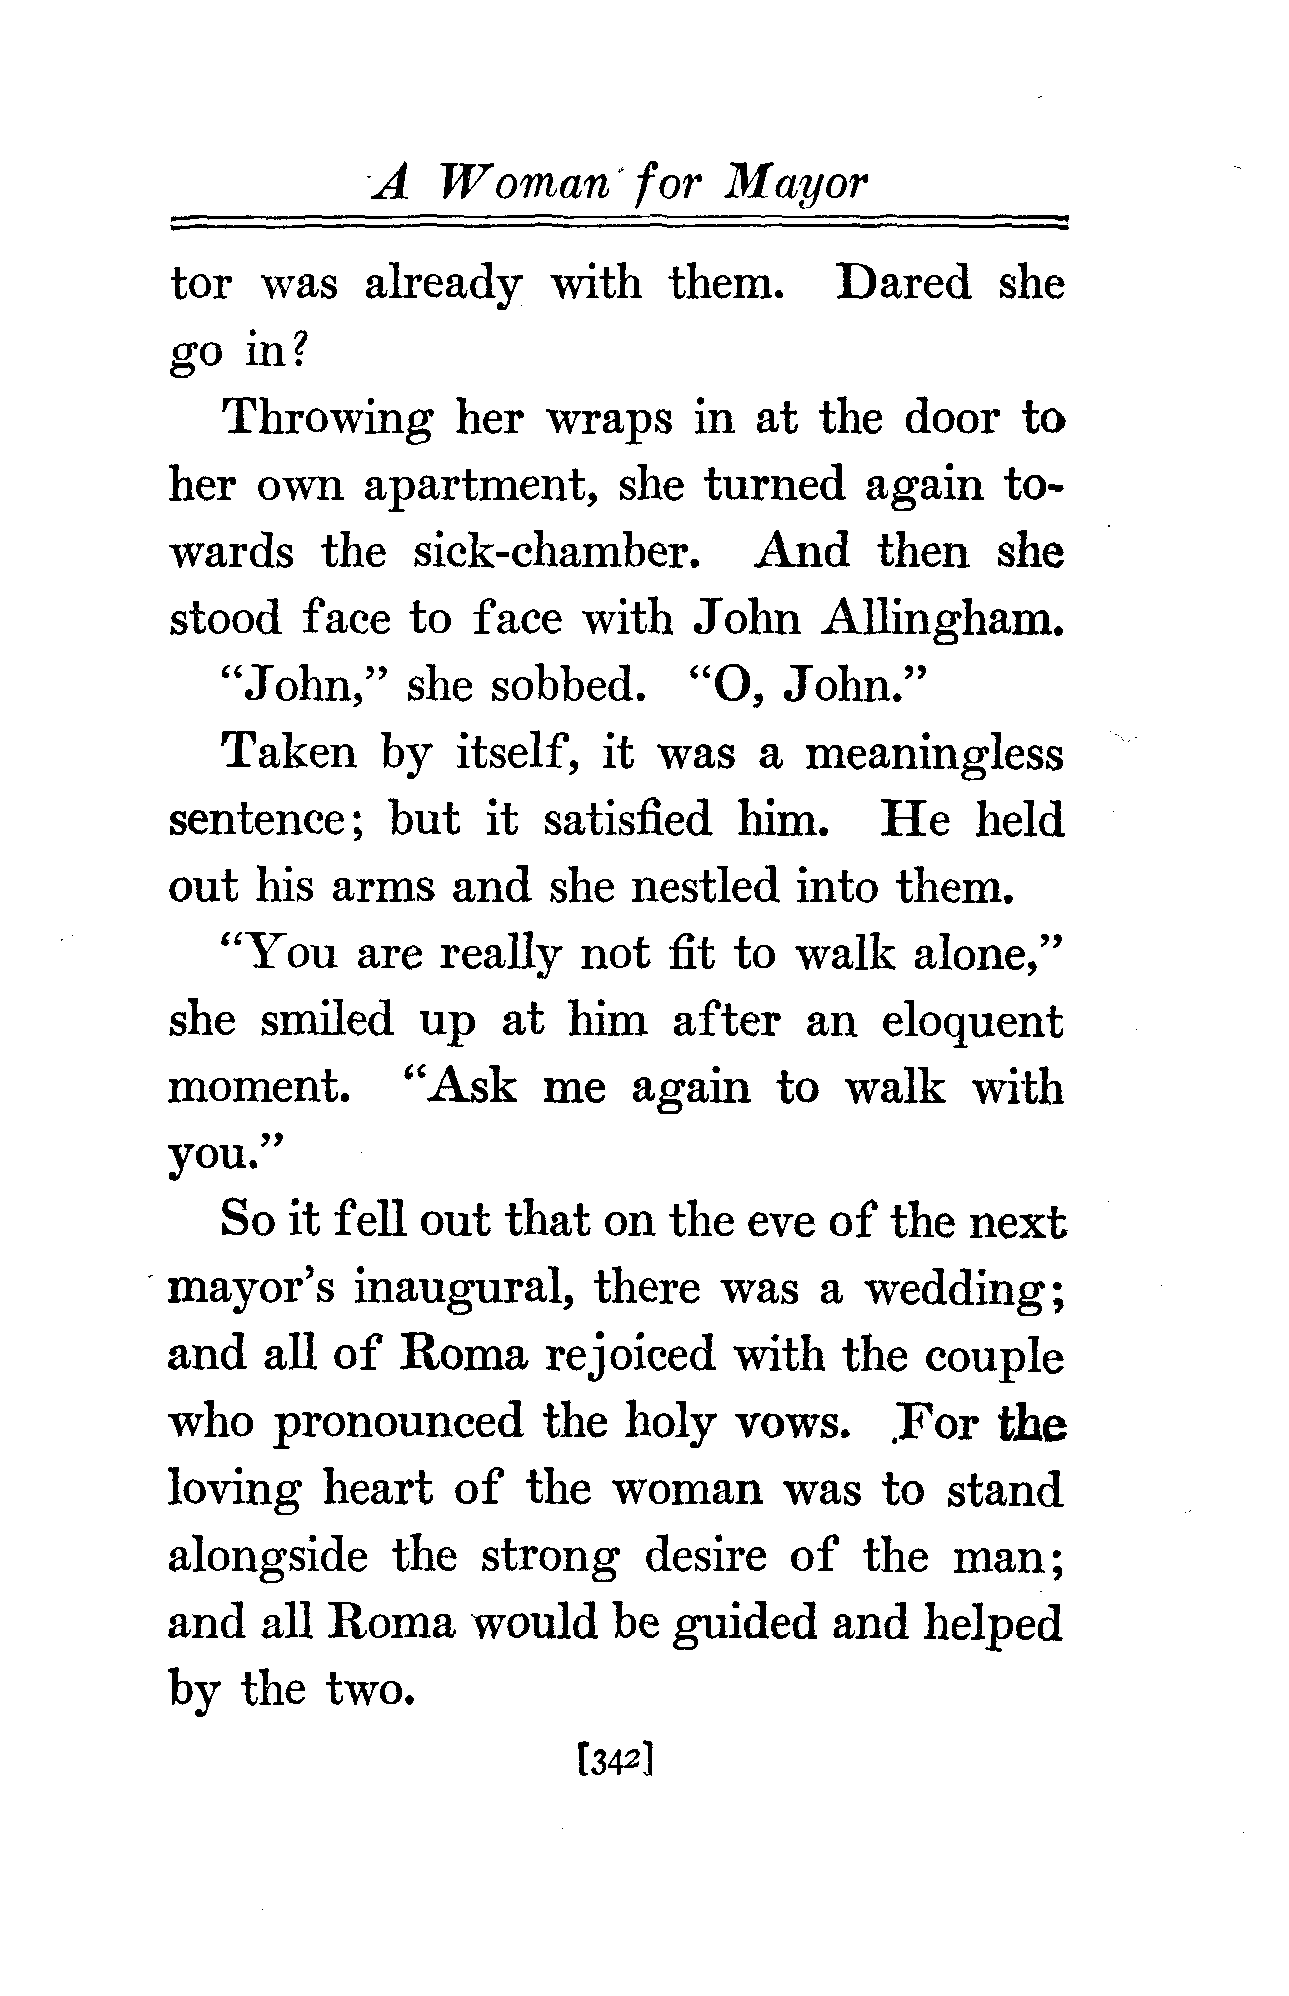 A Woman for Mayor
tor was already with them. Dared she
go in?
Throwing her wraps in at the door to
her own apartment, she turned again to-
wards the sick-chamber. And then she
stood face to face with John Allingham.
“John,” she sobbed. “O, John.”
Taken by itself, it was a meaningless
sentence; but it satisfied him. He held
out his arms and she nestled into them.
“You are really not fit to walk alone,”
she smiled up at him after an eloquent
moment. “Ask me again to walk with
you.”
So it fell out that on the eve of the next
mayor’s inaugural, there was a wedding;
and all of Roma rejoiced with the couple
who pronounced the holy vows. For the
loving heart of the woman was to stand
alongside the strong desire of the man;
and all Roma would be guided and helped
by the two.
[342]